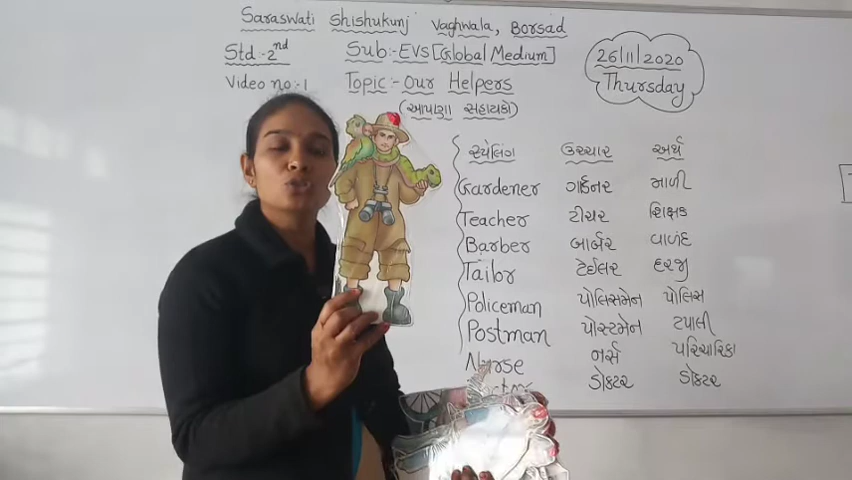 Saraswati Shishukunj Vaghwala, Borsad
Std:-2nd Sub:-EVS[Global Medium]
26/11/2020
Thursday
Video no:-1 Topic:- Our Helpers
(આપણા સહાયકો)
સ્પેલિંગ ઉચ્ચાર અર્થ
Gardener ગાર્ડનર માળી
Teacher ટીચર શિક્ષક
Barber બાર્બર વાળંદ
Tailor ટેઈલર દરજી
Policeman પોલિસમેન પોલિસ
Postman પોસ્ટમેન ટપાલી
Nurse નર્સ પરિચારિકા
ડોક્ટર ડોક્ટર